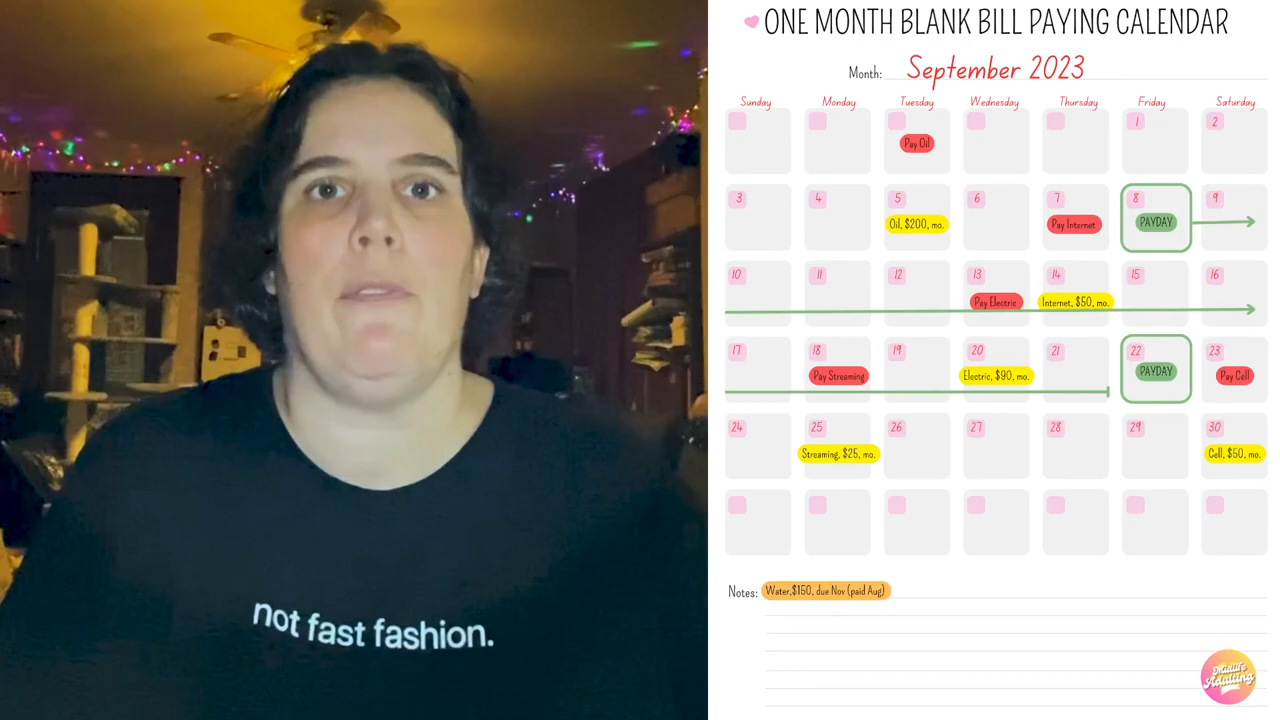 not fast fashion.
ONE MONTH BLANK BILL PAYING CALENDAR
Month: September 2023
Sunday Monday Tuesday Wednesday Thursday Friday Saturday
1 2
Pay Oil
3 4 5 6 7 8 9
Oil, $200, mo. Pay Internet PAYDAY
10 11 12 13 14 15 16
Pay Electric Internet, $50, mo.
17 18 19 20 21 22 23
Pay Streaming Electric, $90, mo. PAYDAY Pay Cell
24 25 26 27 28 29 30
Streaming, $25, mo. Cell, $50, mo.
Notes: Water,$150, due Nov (paid Aug)
Midlife
Adulting